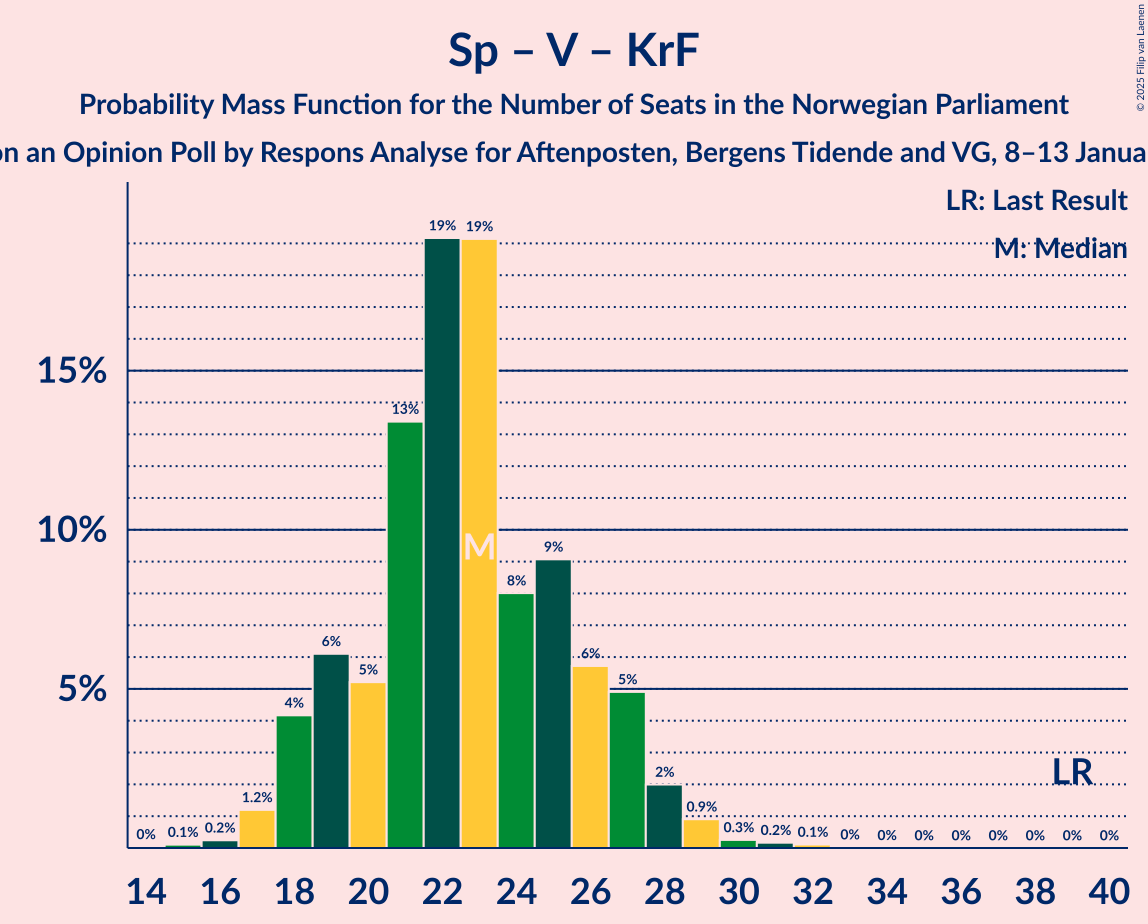 Sp – V – KrF
Probability Mass Function for the Number of Seats in the Norwegian Parliament
on an Opinion Poll by Respons Analyse for Aftenposten, Bergens Tidende and VG, 8–13 Janua
© 2025 Filip van Laenen
LR: Last Result
M: Median
15%
10%
5%
0% 0.1% 0.2% 1.2% 4% 6% 5% 13% 19% 19% 8% 9% 6% 5% 2% 0.9% 0.3% 0.2% 0.1% 0% 0% 0% 0% 0% 0% 0% 0%
M
LR
14 16 18 20 22 24 26 28 30 32 34 36 38 40